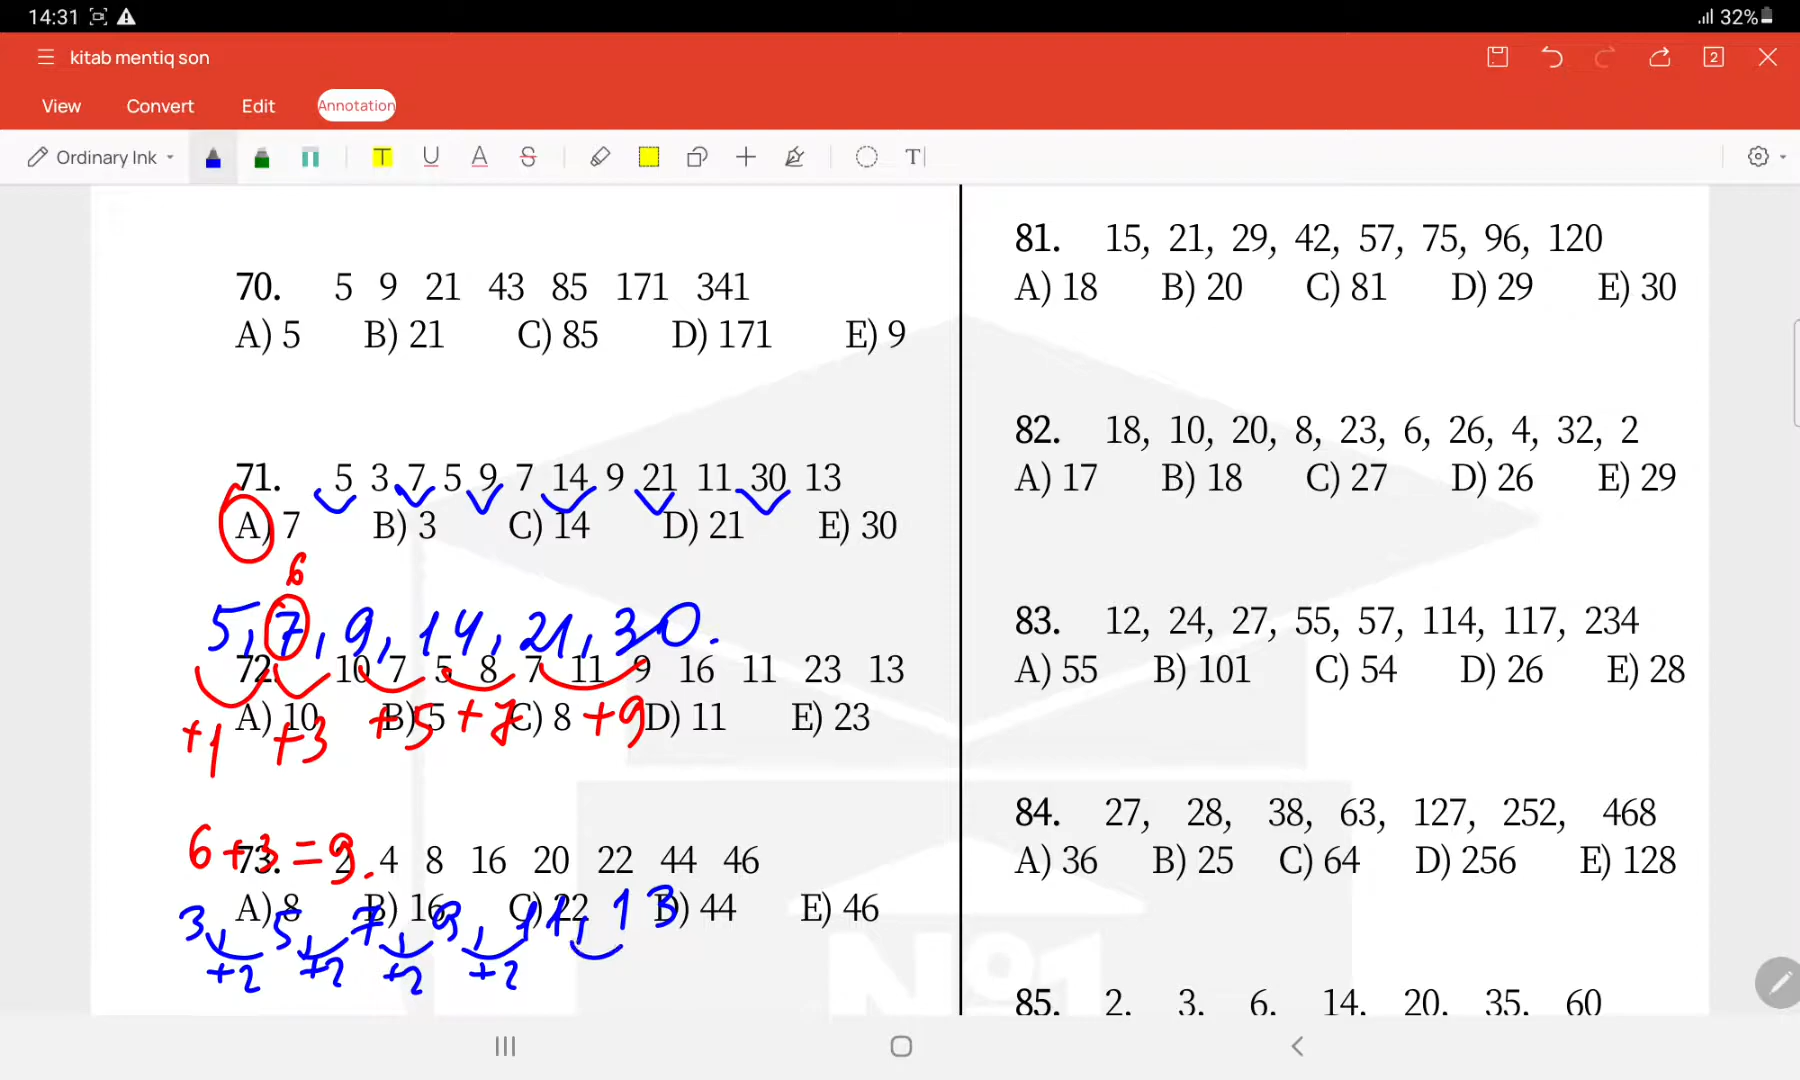 14:31 32%
kitab mentiq son 2
View Convert Edit Annotation
Ordinary Ink T U A S T
70. 5 9 21 43 85 171 341
A) 5 B) 21 C) 85 D) 171 E) 9
71. 5 3 7 5 9 7 14 9 21 11 30 13
A) 7 B) 3 C) 14 D) 21 E) 30
6
5, 7, 9, 14, 21, 30.
72. 10 7 5 8 7 11 9 16 11 23 13
A) 10 B) 5 C) 8 D) 11 E) 23
+1 +3 +5 +7 +9
6+3=9.
73. 2 4 8 16 20 22 44 46
A) 8 B) 16 C) 22 D) 44 E) 46
3, 5, 7, 9, 11, 13
+2 +2 +2 +2
81. 15, 21, 29, 42, 57, 75, 96, 120
A) 18 B) 20 C) 81 D) 29 E) 30
82. 18, 10, 20, 8, 23, 6, 26, 4, 32, 2
A) 17 B) 18 C) 27 D) 26 E) 29
83. 12, 24, 27, 55, 57, 114, 117, 234
A) 55 B) 101 C) 54 D) 26 E) 28
84. 27, 28, 38, 63, 127, 252, 468
A) 36 B) 25 C) 64 D) 256 E) 128
85. 2, 3, 6, 14, 20, 35, 60
№1